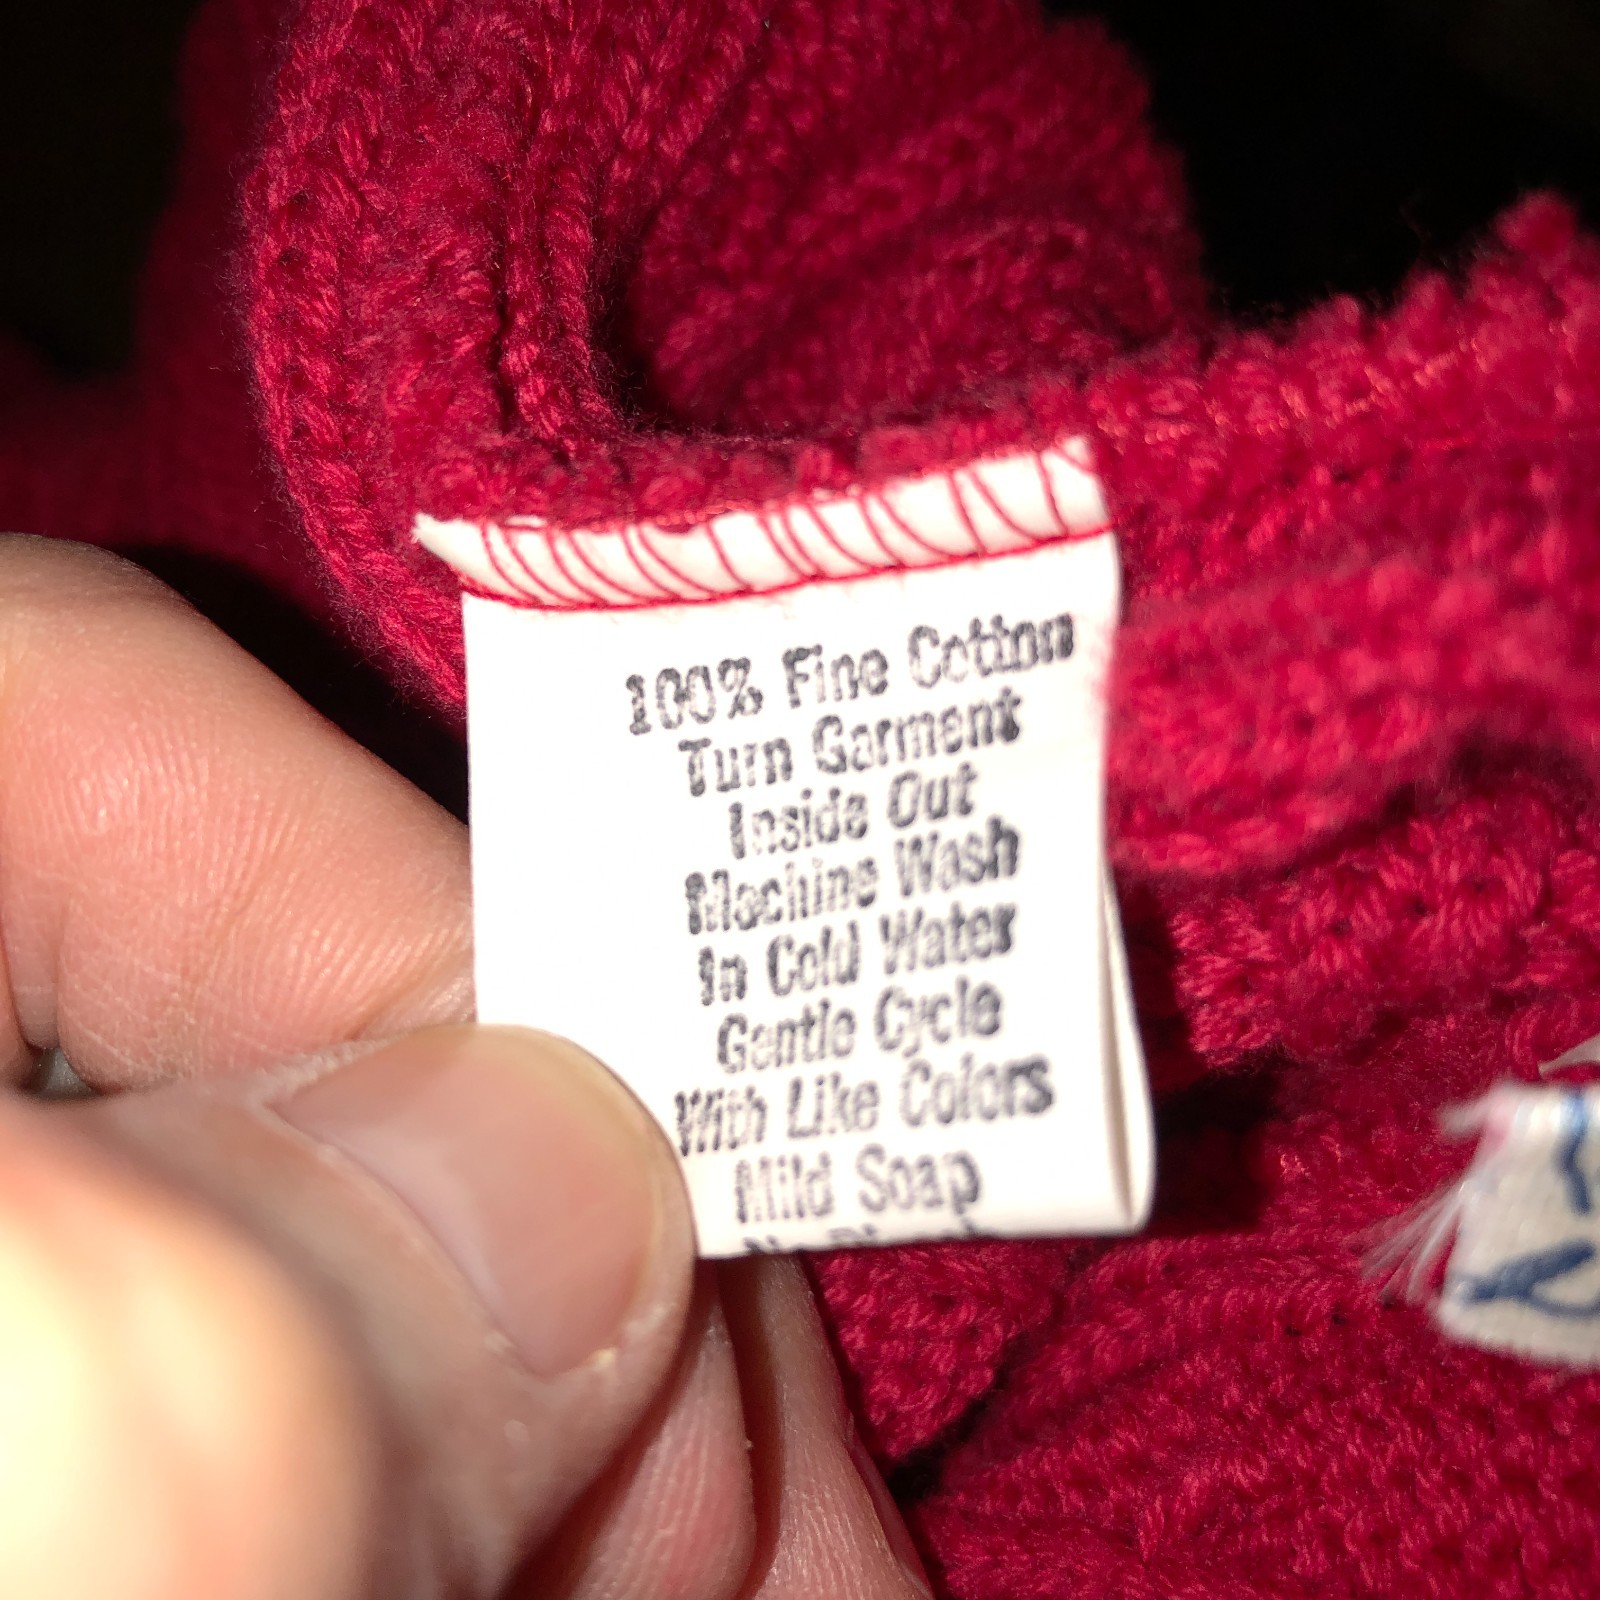 100% Fine Cotton
Turn Garment
Inside Out
Machine Wash
In Cold Water
Gentle Cycle
With Like Colors
Mild Soap